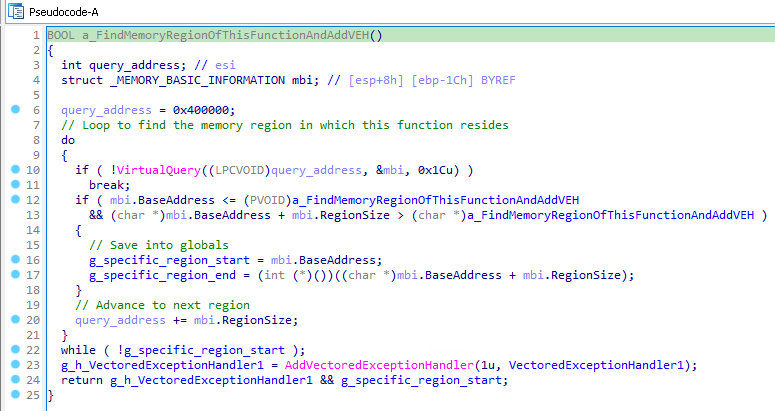 Pseudocode-A
1 BOOL a_FindMemoryRegionOfThisFunctionAndAddVEH()
2 {
3 int query_address; // esi
4 struct _MEMORY_BASIC_INFORMATION mbi; // [esp+8h] [ebp-1Ch] BYREF
5
6 query_address = 0x400000;
7 // Loop to find the memory region in which this function resides
8 do
9 {
10 if ( !VirtualQuery((LPCVOID)query_address, &mbi, 0x1Cu) )
11 break;
12 if ( mbi.BaseAddress <= (PVOID)a_FindMemoryRegionOfThisFunctionAndAddVEH
13 && (char *)mbi.BaseAddress + mbi.RegionSize > (char *)a_FindMemoryRegionOfThisFunctionAndAddVEH )
14 {
15 // Save into globals
16 g_specific_region_start = mbi.BaseAddress;
17 g_specific_region_end = (int (*)())((char *)mbi.BaseAddress + mbi.RegionSize);
18 }
19 // Advance to next region
20 query_address += mbi.RegionSize;
21 }
22 while ( !g_specific_region_start );
23 g_h_VectoredExceptionHandler1 = AddVectoredExceptionHandler(1u, VectoredExceptionHandler1);
24 return g_h_VectoredExceptionHandler1 && g_specific_region_start;
25 }